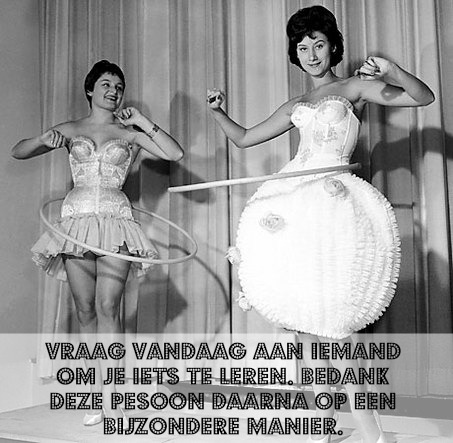 VRAAG VANDAAG AAN IEMAND
OM JE IETS TE LEREN. BEDANK
DEZE PESOON DAARNA OP EEN
BIJZONDERE MANIER.